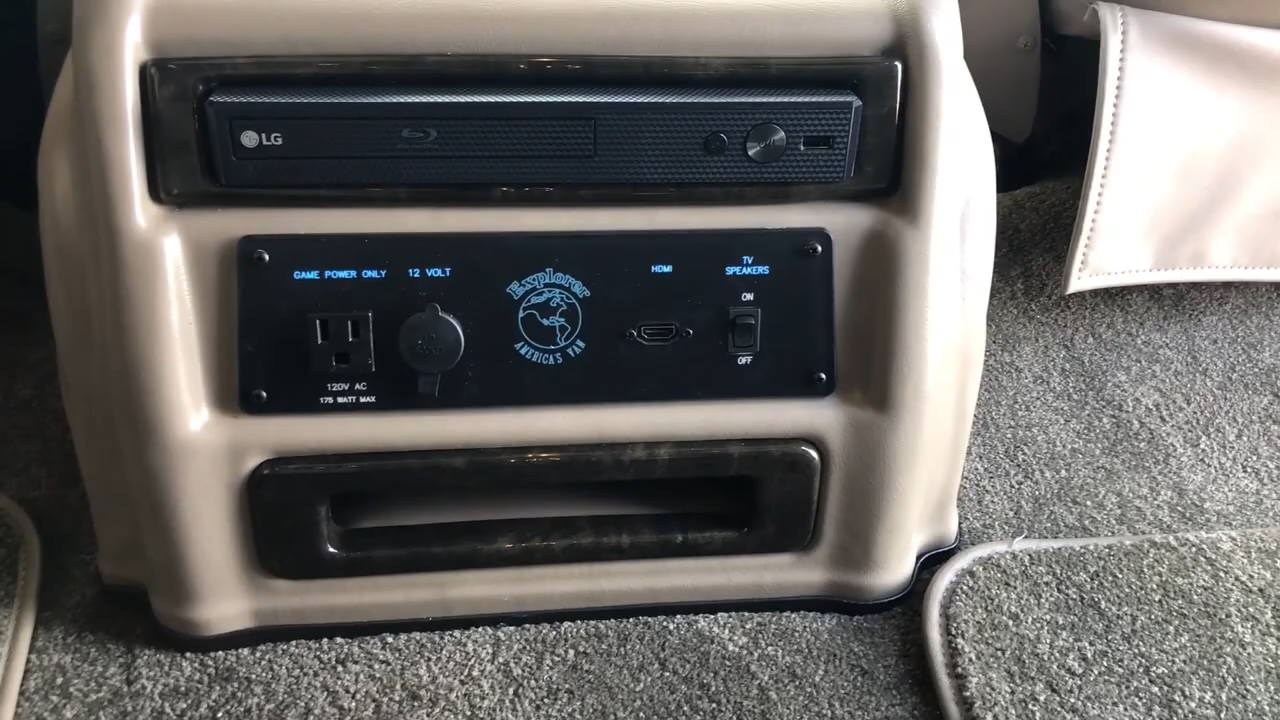 LG
GAME POWER ONLY
12 VOLT
Explorer
AMERICA'S VAN
HDMI
TV
SPEAKERS
ON
OFF
120V AC
175 WATT MAX